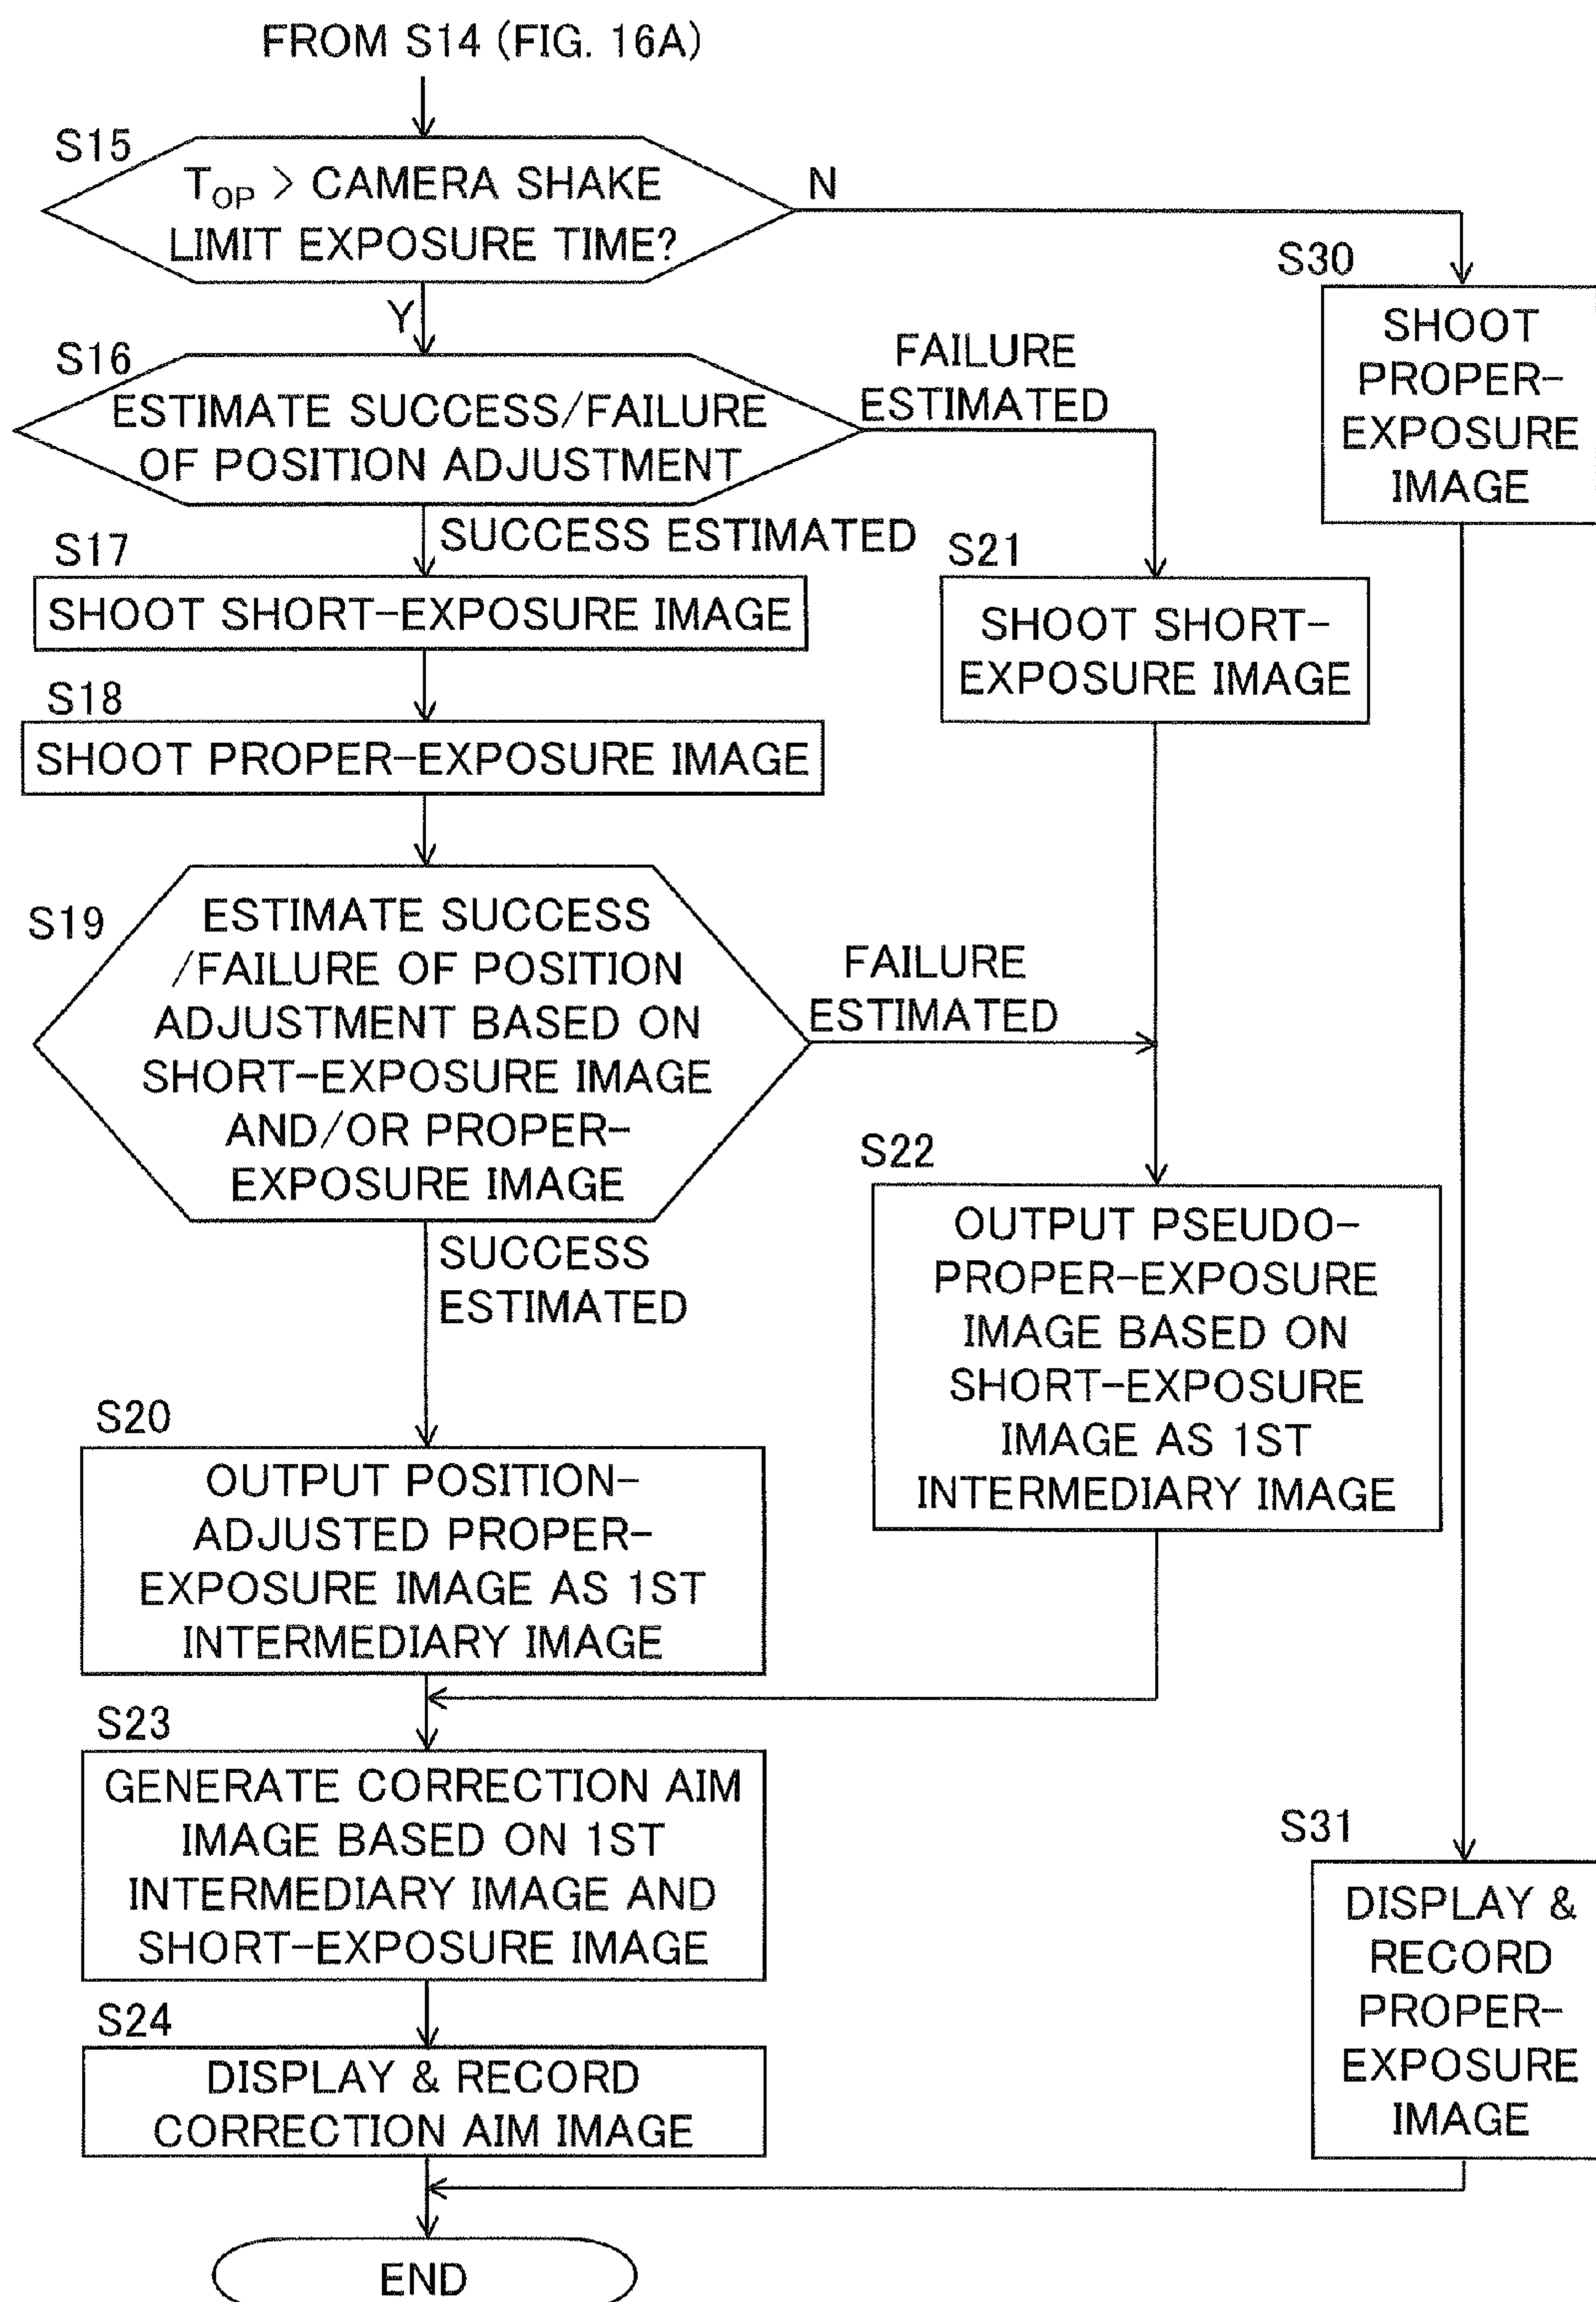 FROM S14 (FIG. 16A)
S15
TOP > CAMERA SHAKE
LIMIT EXPOSURE TIME?
N
Y
S30
SHOOT
PROPER-
EXPOSURE
IMAGE
S16
ESTIMATE SUCCESS/FAILURE
OF POSITION ADJUSTMENT
FAILURE
ESTIMATED
SUCCESS ESTIMATED
S17
SHOOT SHORT-EXPOSURE IMAGE
S21
SHOOT SHORT-
EXPOSURE IMAGE
S18
SHOOT PROPER-EXPOSURE IMAGE
S19
ESTIMATE SUCCESS
/FAILURE OF POSITION
ADJUSTMENT BASED ON
SHORT-EXPOSURE IMAGE
AND/OR PROPER-
EXPOSURE IMAGE
FAILURE
ESTIMATED
SUCCESS
ESTIMATED
S22
OUTPUT PSEUDO-
PROPER-EXPOSURE
IMAGE BASED ON
SHORT-EXPOSURE
IMAGE AS 1ST
INTERMEDIARY IMAGE
S20
OUTPUT POSITION-
ADJUSTED PROPER-
EXPOSURE IMAGE AS 1ST
INTERMEDIARY IMAGE
S23
GENERATE CORRECTION AIM
IMAGE BASED ON 1ST
INTERMEDIARY IMAGE AND
SHORT-EXPOSURE IMAGE
S31
DISPLAY &
RECORD
PROPER-
EXPOSURE
IMAGE
S24
DISPLAY & RECORD
CORRECTION AIM IMAGE
END